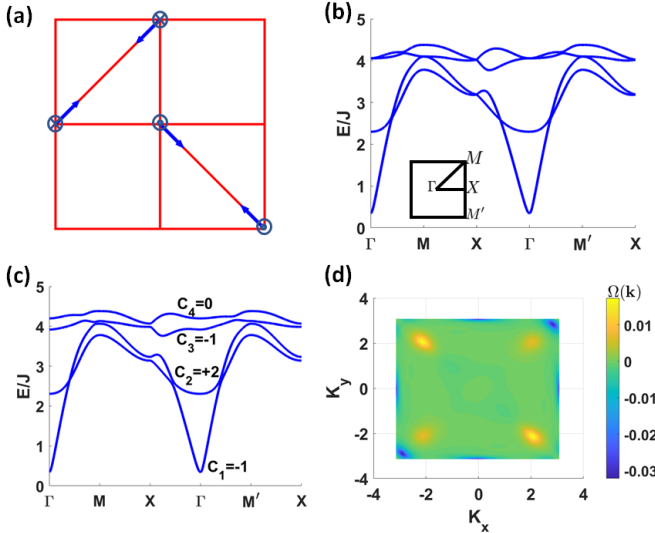 (a)
(b)
E/J
5
4
3
2
1
0
M
Γ
X
M′
Γ
M
X
Γ
M′
X
(c)
E/J
5
4
3
2
1
0
C₄=0
C₃=-1
C₂=+2
C₁=-1
Γ
M
X
Γ
M′
X
(d)
Ω(k)
K_y
4
2
0
-2
-4
-4
-2
0
2
4
K_x
0.01
0
-0.01
-0.02
-0.03